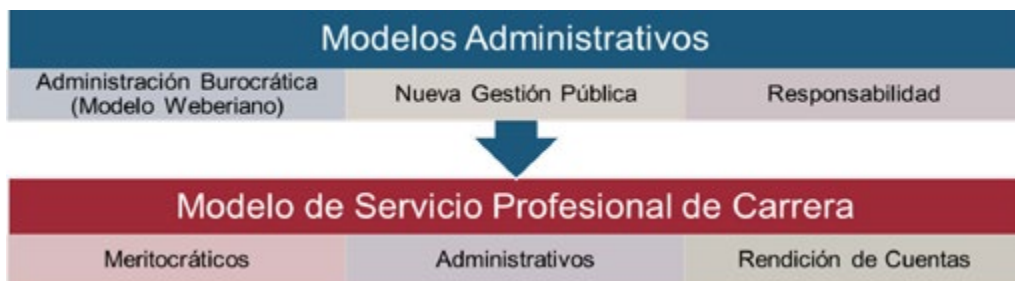 Modelos Administrativos
Administración Burocrática
(Modelo Weberiano)
Nueva Gestión Pública
Responsabilidad
Modelo de Servicio Profesional de Carrera
Meritocráticos
Administrativos
Rendición de Cuentas